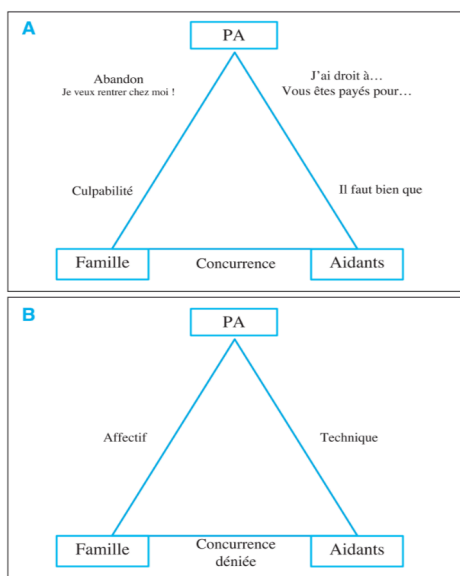 A
PA
Abandon
Je veux rentrer chez moi !
J'ai droit à…
Vous êtes payés pour…
Culpabilité
Il faut bien que
Famille
Concurrence
Aidants
B
PA
Affectif
Technique
Famille
Concurrence
déniée
Aidants